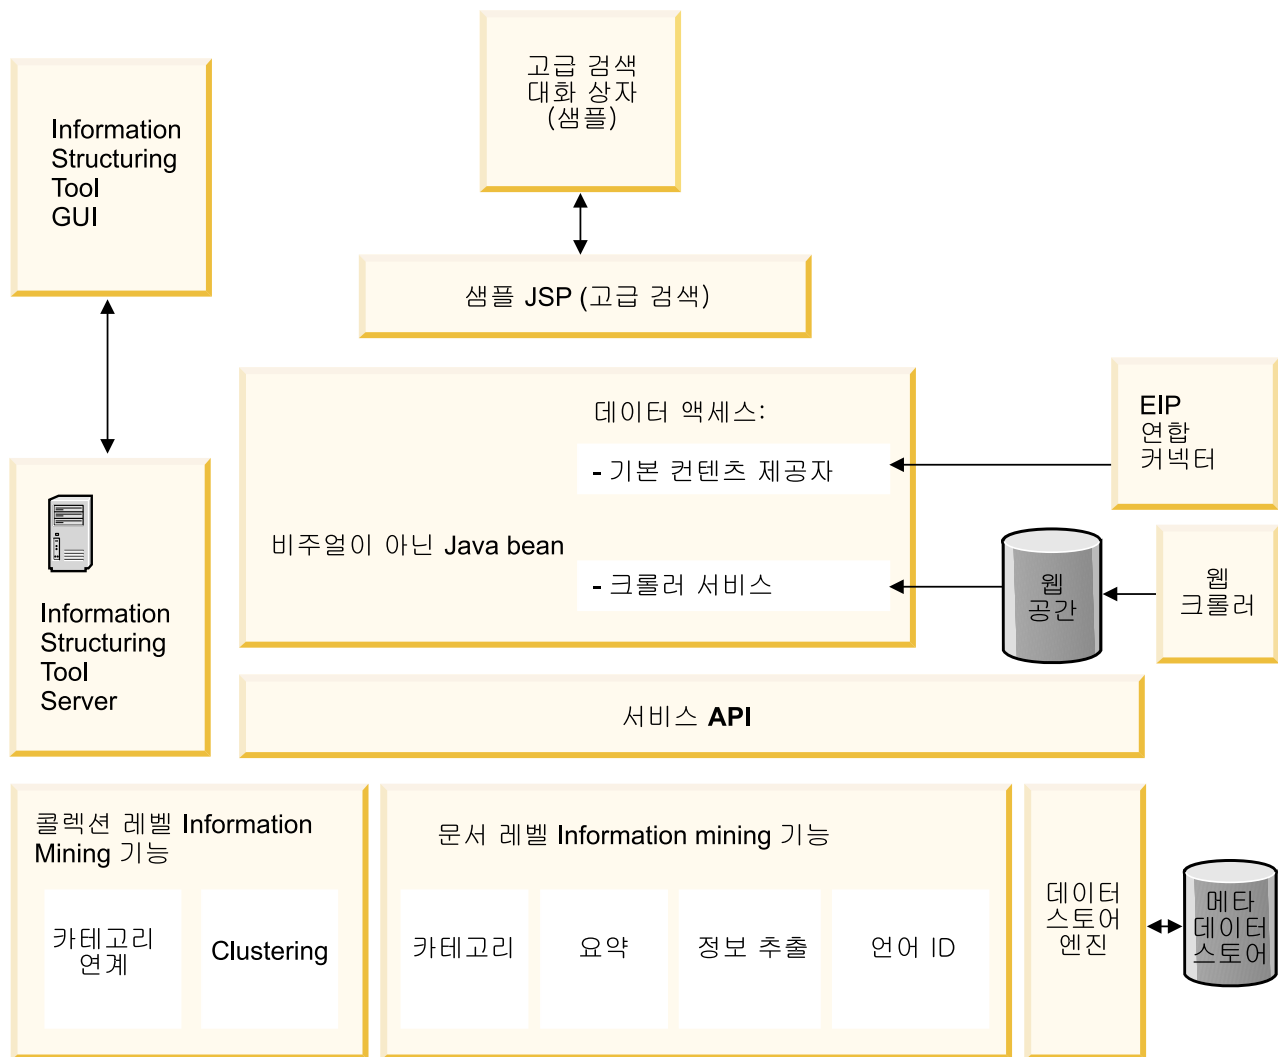 고급 검색
대화 상자
(샘플)
Information
Structuring
Tool
GUI
샘플 JSP (고급 검색)
데이터 액세스:
- 기본 컨텐츠 제공자
비주얼이 아닌 Java bean
- 크롤러 서비스
EIP
연합
커넥터
웹
공간
웹
크롤러
Information
Structuring
Tool
Server
서비스 API
콜렉션 레벨 Information
Mining 기능
카테고리
연계
Clustering
문서 레벨 Information mining 기능
카테고리
요약
정보 추출
언어 ID
데이터
스토어
엔진
메타
데이터
스토어